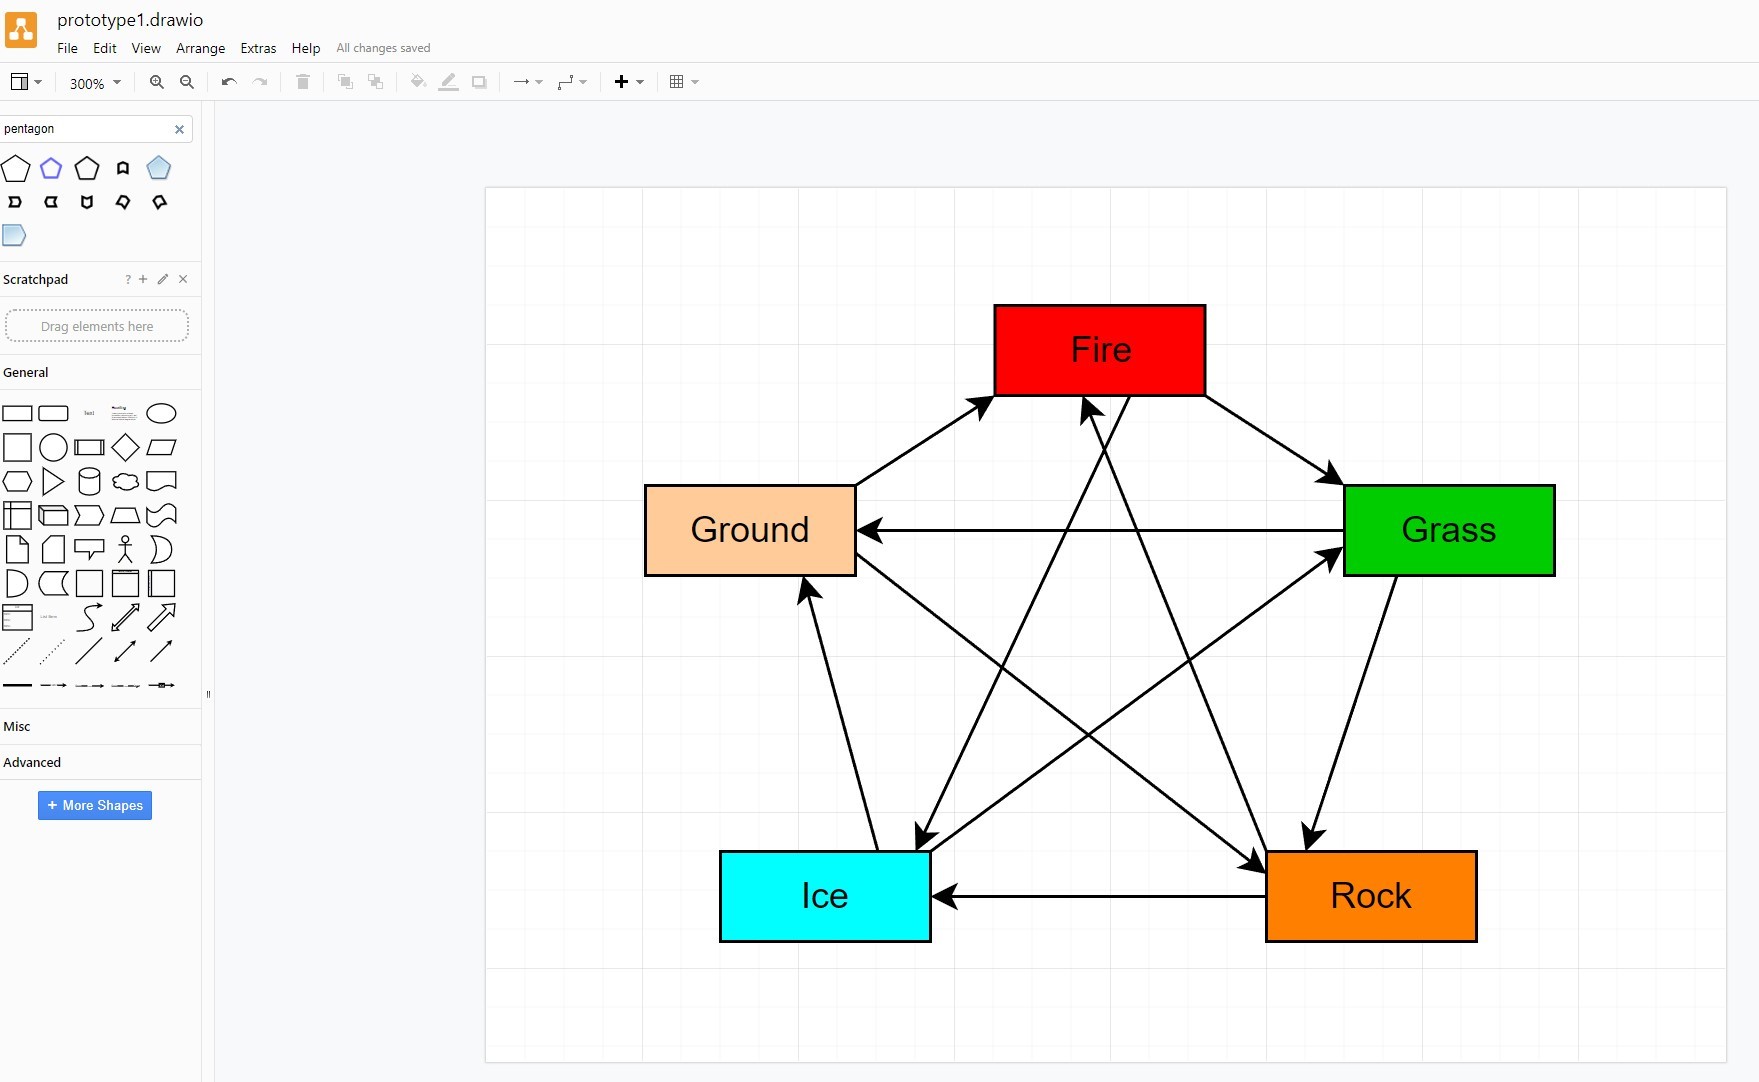 prototype1.drawio
File Edit View Arrange Extras Help All changes saved
300%
pentagon
Scratchpad
?
Drag elements here
General
Text
Misc
Advanced
+ More Shapes
Fire
Ground
Grass
Ice
Rock